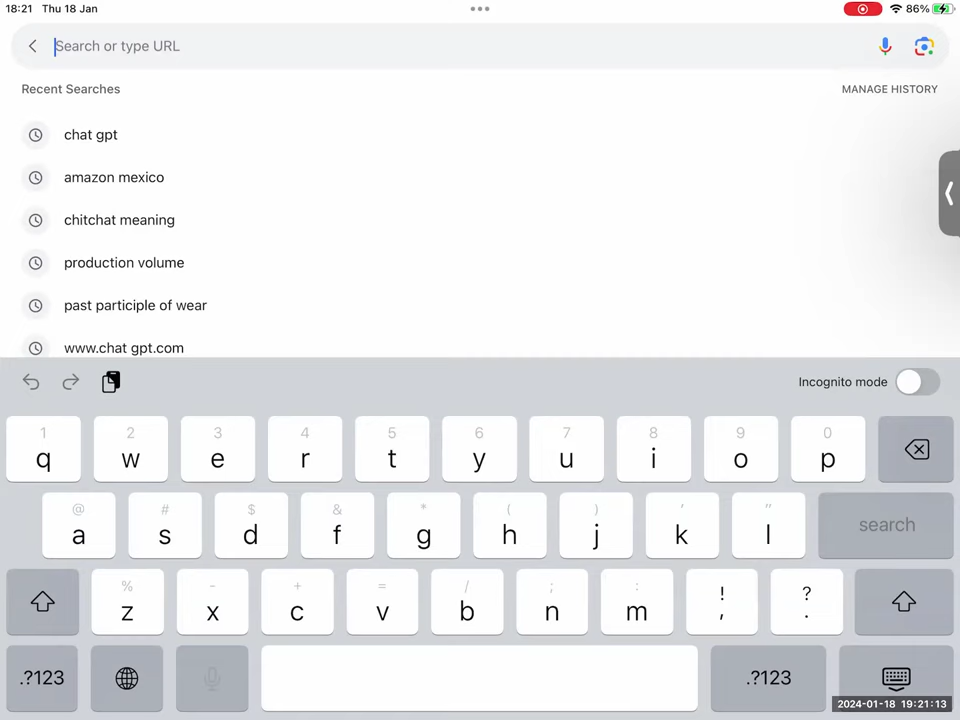 18:21 Thu 18 Jan 86%
Search or type URL
Recent Searches MANAGE HISTORY
chat gpt
amazon mexico
chitchat meaning
production volume
past participle of wear
www.chat gpt.com
Incognito mode
1 2 3 4 5 6 7 8 9 0
q w e r t y u i o p
@ # $ & * ( ) ' "
a s d f g h j k l search
% - + = / ; : ! ?
z x c v b n m , .
.?123 .?123
2024-01-18 19:21:13